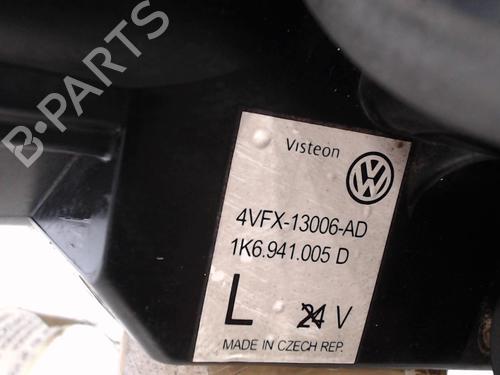 B-PARTS
Visteon
4VFX-13006-AD
1K6.941.005 D
L 24 V
MADE IN CZECH REP.